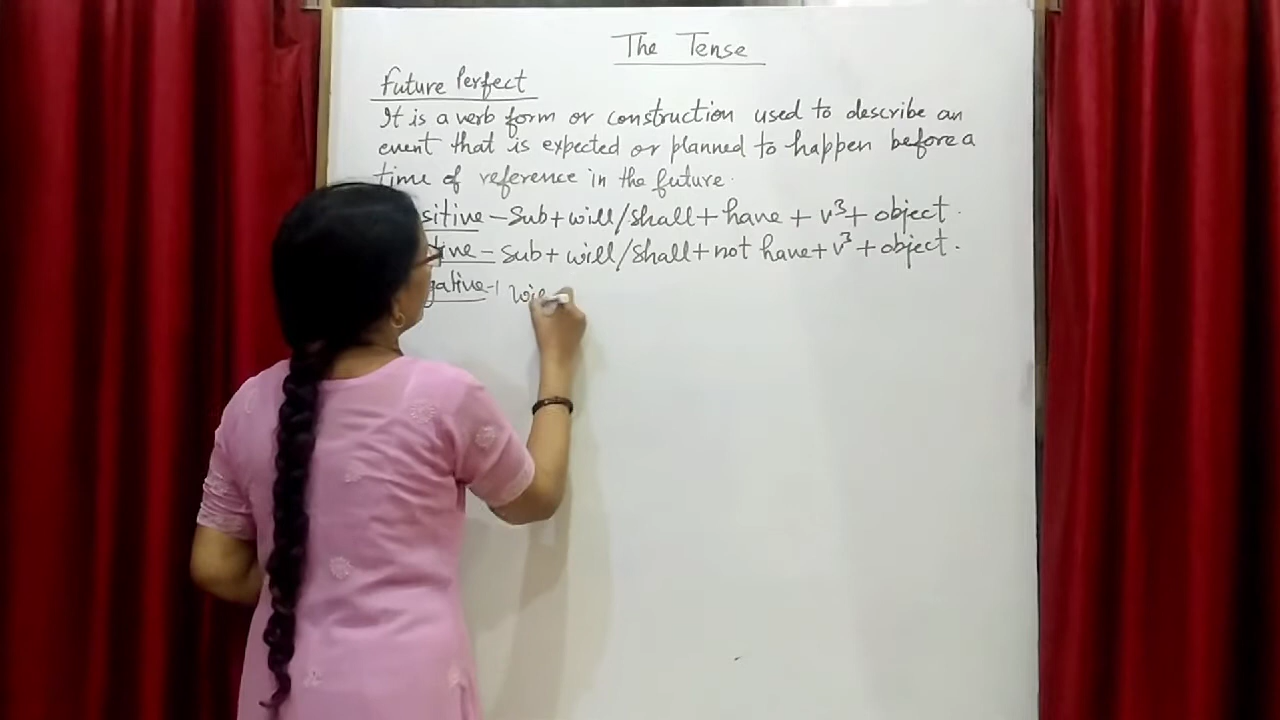 The Tense
Future Perfect
It is a verb form or construction used to describe an
event that is expected or planned to happen before a
time of reference in the future.
sitive - Sub + will/shall + have + v³ + object.
tive - sub + will/shall + not have + v³ + object.
gative -